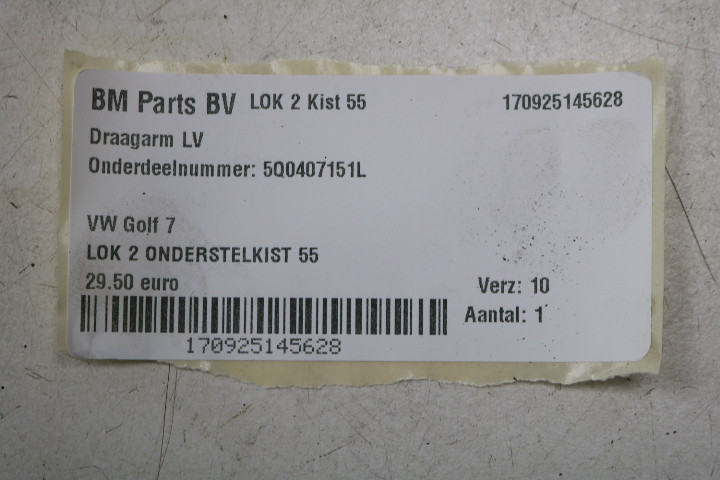 BM Parts BV LOK 2 Kist 55 170925145628
Draagarm LV
Onderdeelnummer: 5Q0407151L
VW Golf 7
LOK 2 ONDERSTELKIST 55
29.50 euro Verz: 10
Aantal: 1
170925145628